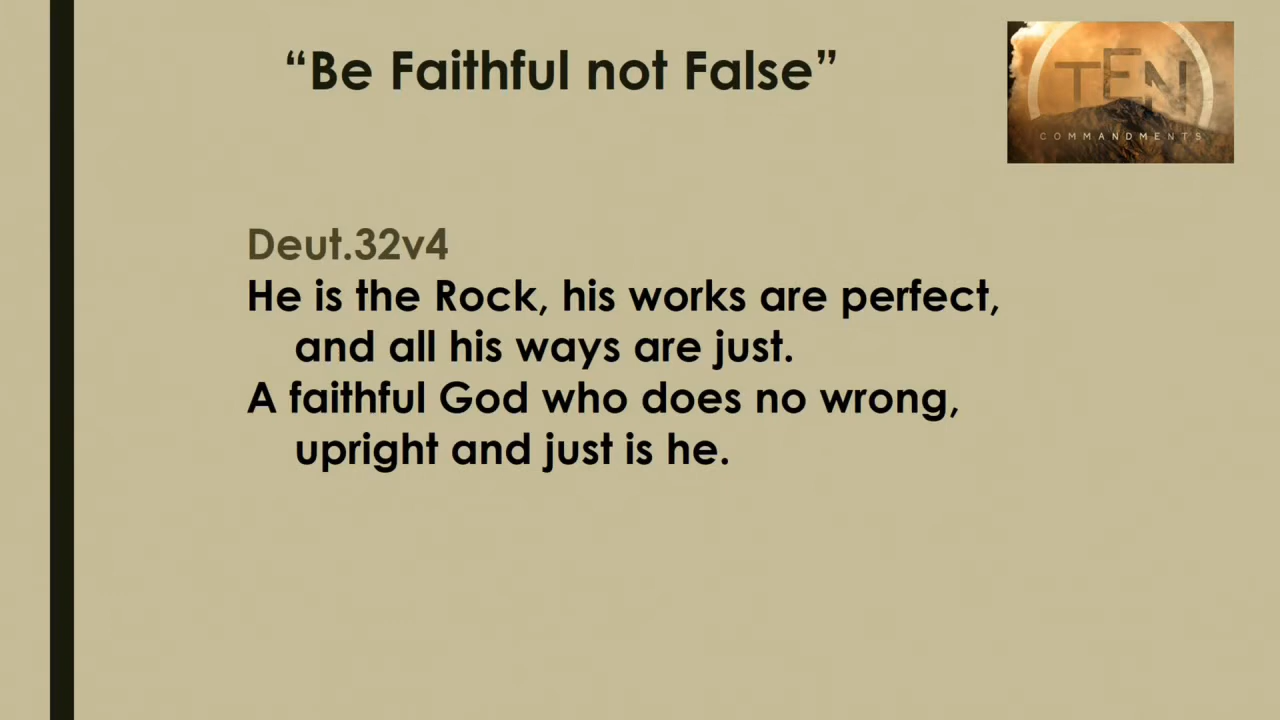 “Be Faithful not False”
TEN
COMMANDMENTS
Deut.32v4
He is the Rock, his works are perfect,
and all his ways are just.
A faithful God who does no wrong,
upright and just is he.